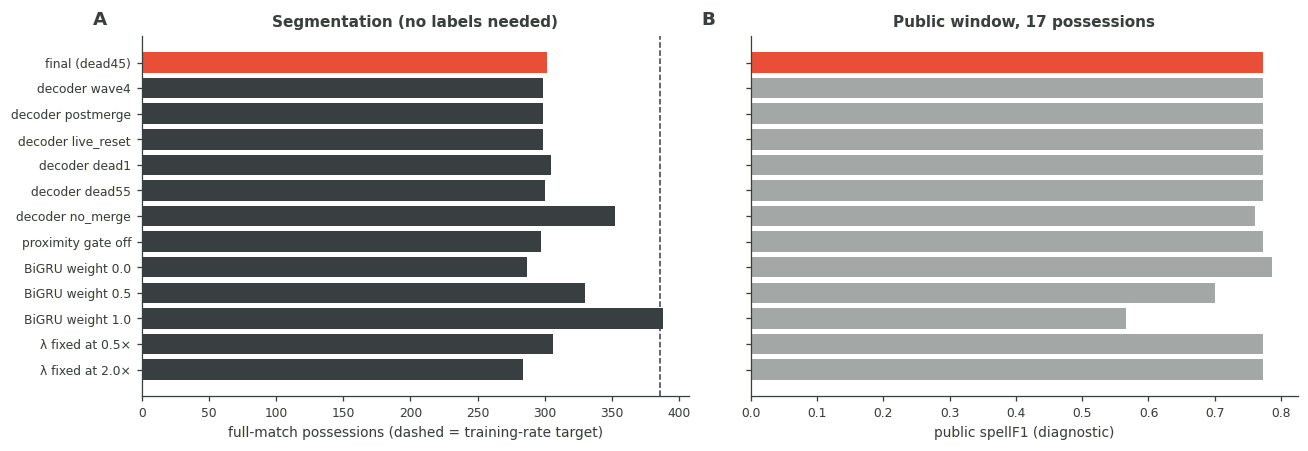 A
Segmentation (no labels needed)
final (dead45)
decoder wave4
decoder postmerge
decoder live_reset
decoder dead1
decoder dead55
decoder no_merge
proximity gate off
BiGRU weight 0.0
BiGRU weight 0.5
BiGRU weight 1.0
λ fixed at 0.5×
λ fixed at 2.0×
0 50 100 150 200 250 300 350 400
full-match possessions (dashed = training-rate target)
B
Public window, 17 possessions
0.0 0.1 0.2 0.3 0.4 0.5 0.6 0.7 0.8
public spellF1 (diagnostic)